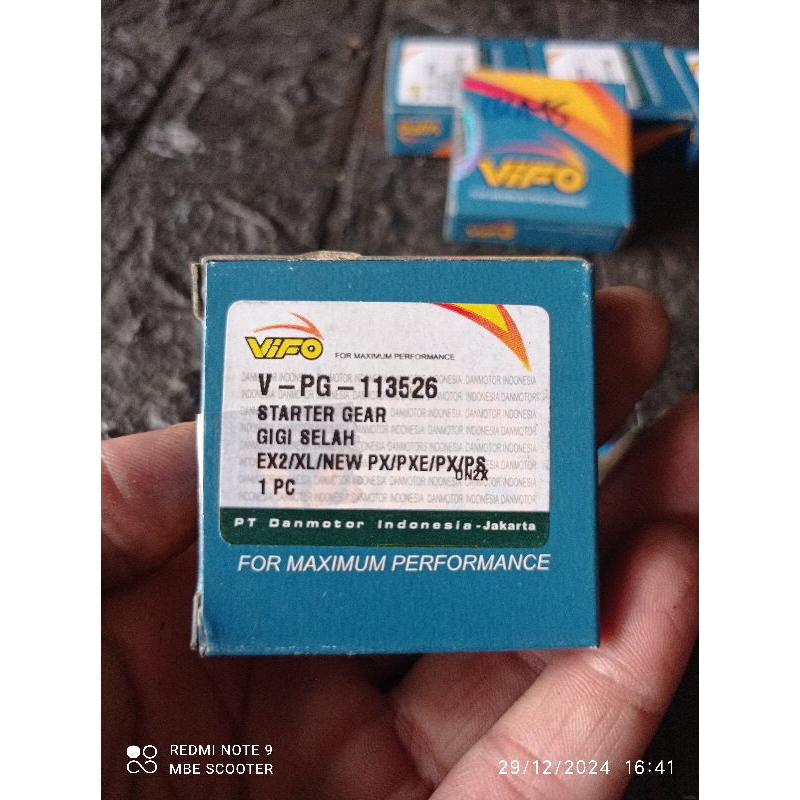 VIFO
VIFO FOR MAXIMUM PERFORMANCE
V-PG-113526
STARTER GEAR
GIGI SELAH
EX2/XL/NEW PX/PXE/PX/PS
DN2X
1 PC
PT Danmotor Indonesia-Jakarta
FOR MAXIMUM PERFORMANCE
REDMI NOTE 9
MBE SCOOTER
29/12/2024 16:41